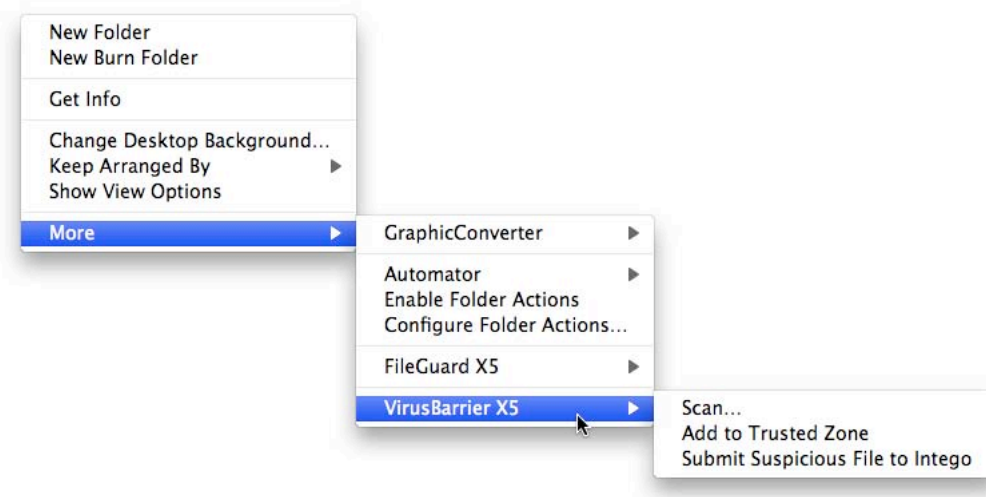 New Folder
New Burn Folder
Get Info
Change Desktop Background...
Keep Arranged By
Show View Options
More
GraphicConverter
Automator
Enable Folder Actions
Configure Folder Actions...
FileGuard X5
VirusBarrier X5
Scan...
Add to Trusted Zone
Submit Suspicious File to Intego